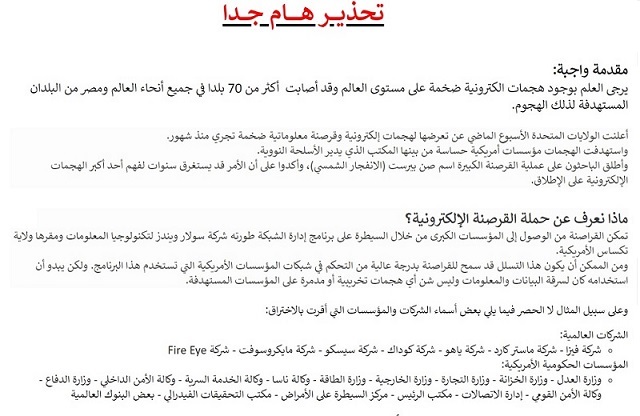 تحذير هام جدا
مقدمة واجبة:
يرجى العلم بوجود هجمات الكترونية ضخمة على مستوى العالم وقد أصابت أكثر من 70 بلدا في جميع أنحاء العالم ومصر من البلدان
المستهدفة لذلك الهجوم.
أعلنت الولايات المتحدة الأسبوع الماضي عن تعرضها لهجمات إلكترونية وقرصنة معلوماتية ضخمة تجري منذ شهور.
واستهدفت الهجمات مؤسسات أمريكية حساسة من بينها المكتب الذي يدير الأسلحة النووية.
وأطلق الباحثون على عملية القرصنة الكبيرة اسم صن بيرست (الانفجار الشمسي)، وأكدوا على أن الأمر قد يستغرق سنوات لفهم أحد أكبر الهجمات
الإلكترونية على الإطلاق.
ماذا نعرف عن حملة القرصنة الإلكترونية؟
تمكن القراصنة من الوصول إلى المؤسسات الكبرى من خلال السيطرة على برنامج إدارة الشبكة طورته شركة سولار ويندز لتكنولوجيا المعلومات ومقرها ولاية
تكساس الأمريكية.
ومن الممكن أن يكون هذا التسلل قد سمح للقراصنة بدرجة عالية من التحكم في شبكات المؤسسات الأمريكية التي تستخدم هذا البرنامج. ولكن يبدو أن
استخدامه كان لسرقة البيانات والمعلومات وليس شن أي هجمات تخريبية أو مدمرة على المؤسسات المستهدفة.
وعلى سبيل المثال لا الحصر فيما يلي بعض أسماء الشركات والمؤسسات التي أقرت بالاختراق:
الشركات العالمية:
○ شركة فيزا - شركة ماستر كارد - شركة ياهو - شركة كوداك - شركة سيسكو - شركة مايكروسوفت - شركة Fire Eye
المؤسسات الحكومية الأمريكية:
○ وزارة العدل - وزارة الخزانة - وزارة التجارة - وزارة الخارجية - وزارة الطاقة - وكالة ناسا - وكالة الخدمة السرية - وكالة الأمن الداخلي - وزارة الدفاع -
وكالة الأمن القومي - إدارة الاتصالات - مكتب الرئيس - مركز السيطرة على الأمراض - مكتب التحقيقات الفيدرالي - بعض البنوك العالمية